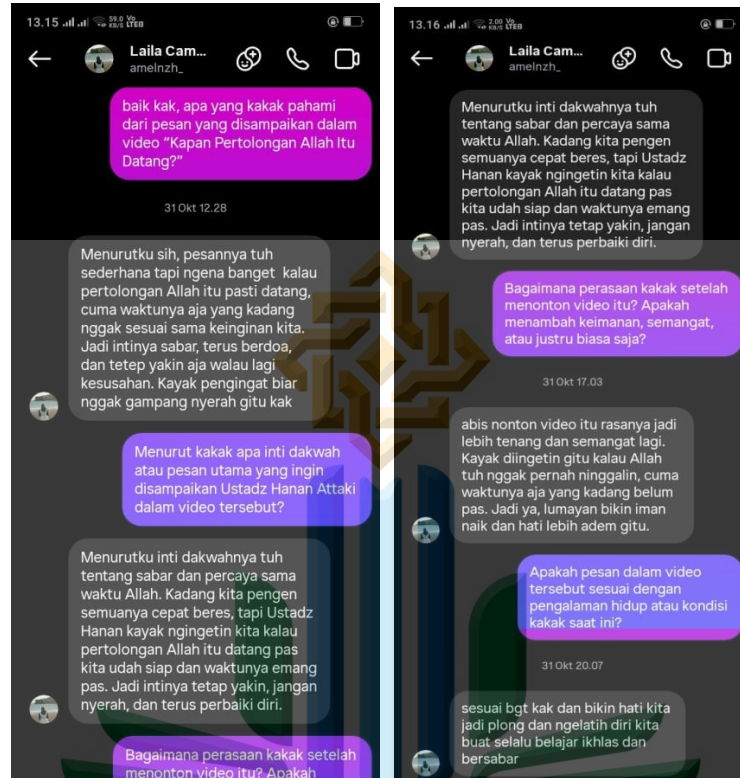 13.15
59.0 KB/S
Vo LTE
Laila Cam...
amelnzh_
baik kak, apa yang kakak pahami
dari pesan yang disampaikan dalam
video “Kapan Pertolongan Allah Itu
Datang?”
31 Okt 12.28
Menurutku sih, pesannya tuh
sederhana tapi ngena banget kalau
pertolongan Allah itu pasti datang,
cuma waktunya aja yang kadang
nggak sesuai sama keinginan kita.
Jadi intinya sabar, terus berdoa,
dan tetep yakin aja walau lagi
kesusahan. Kayak pengingat biar
nggak gampang nyerah gitu kak
Menurut kakak apa inti dakwah
atau pesan utama yang ingin
disampaikan Ustadz Hanan Attaki
dalam video tersebut?
Menurutku inti dakwahnya tuh
tentang sabar dan percaya sama
waktu Allah. Kadang kita pengen
semuanya cepat beres, tapi Ustadz
Hanan kayak ngingetin kita kalau
pertolongan Allah itu datang pas
kita udah siap dan waktunya emang
pas. Jadi intinya tetap yakin, jangan
nyerah, dan terus perbaiki diri.
Bagaimana perasaan kakak setelah
menonton video itu? Apakah
13.16
2.00 KB/S
Vo LTE
Laila Cam...
amelnzh_
Menurutku inti dakwahnya tuh
tentang sabar dan percaya sama
waktu Allah. Kadang kita pengen
semuanya cepat beres, tapi Ustadz
Hanan kayak ngingetin kita kalau
pertolongan Allah itu datang pas
kita udah siap dan waktunya emang
pas. Jadi intinya tetap yakin, jangan
nyerah, dan terus perbaiki diri.
Bagaimana perasaan kakak setelah
menonton video itu? Apakah
menambah keimanan, semangat,
atau justru biasa saja?
31 Okt 17.03
abis nonton video itu rasanya jadi
lebih tenang dan semangat lagi.
Kayak diingetin gitu kalau Allah
tuh nggak pernah ninggalin, cuma
waktunya aja yang kadang belum
pas. Jadi ya, lumayan bikin iman
naik dan hati lebih adem gitu.
Apakah pesan dalam video
tersebut sesuai dengan
pengalaman hidup atau kondisi
kakak saat ini?
31 Okt 20.07
sesuai bgt kak dan bikin hati kita
jadi plong dan ngelatih diri kita
buat selalu belajar ikhlas dan
bersabar